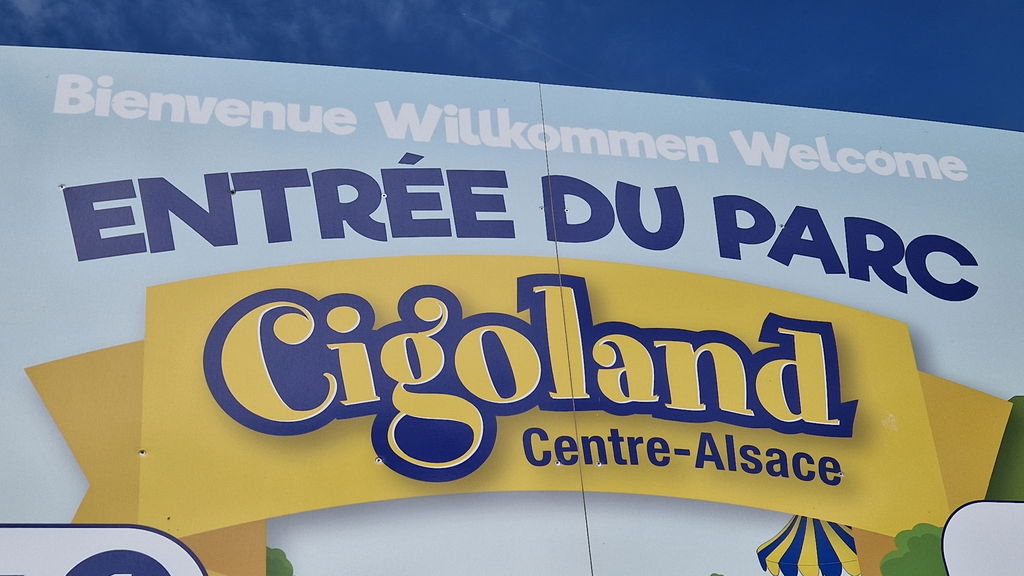 Bienvenue Willkommen Welcome
ENTRÉE DU PARC
Cigoland
Centre-Alsace